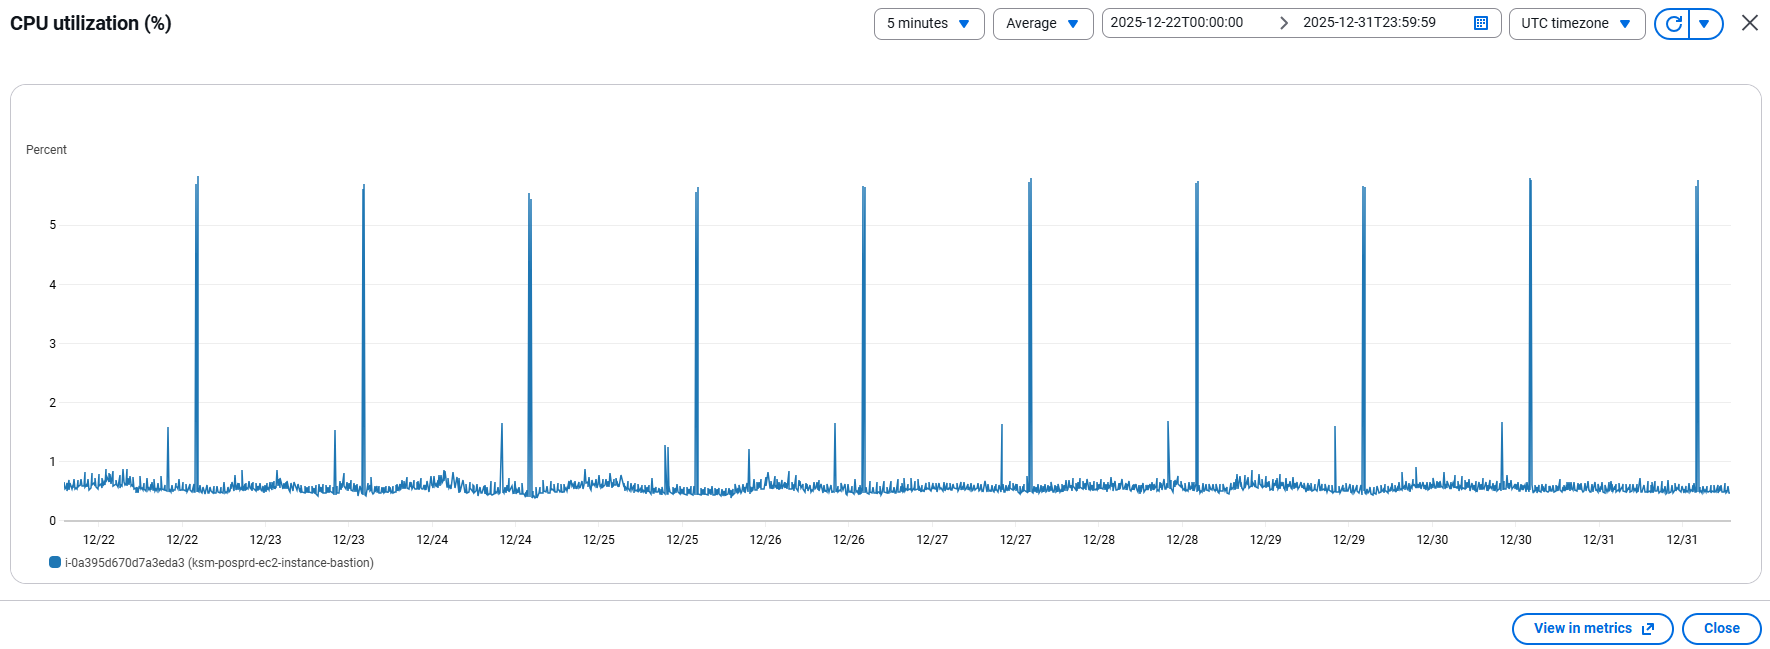 CPU utilization (%)
5 minutes
Average
2025-12-22T00:00:00
2025-12-31T23:59:59
UTC timezone
Percent
5
4
3
2
1
0
12/22 12/22 12/23 12/23 12/24 12/24 12/25 12/25 12/26 12/26 12/27 12/27 12/28 12/28 12/29 12/29 12/30 12/30 12/31 12/31
i-0a395d670d7a3eda3 (ksm-posprd-ec2-instance-bastion)
View in metrics
Close